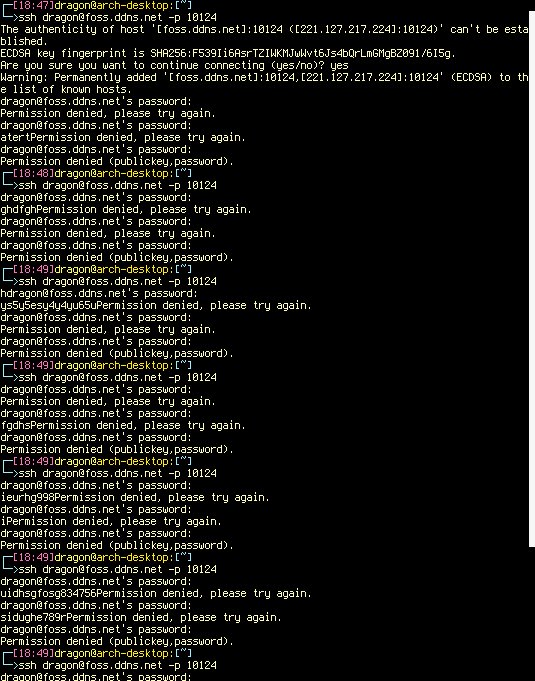 [18:47]dragon@arch-desktop:[~]
ssh dragon@foss.ddns.net -p 10124
The authenticity of host '[foss.ddns.net]:10124 ([221.127.217.224]:10124)' can't be esta
blished.
ECDSA key fingerprint is SHA256:F539Ii6AsrTZIWKMJwWvt6Js4bQrLmGMgBZ091/6I5g.
Are you sure you want to continue connecting (yes/no)? yes
Warning: Permanently added '[foss.ddns.net]:10124,[221.127.217.224]:10124' (ECDSA) to th
e list of known hosts.
dragon@foss.ddns.net's password:
Permission denied, please try again.
dragon@foss.ddns.net's password:
atertPermission denied, please try again.
dragon@foss.ddns.net's password:
Permission denied (publickey,password).
[18:48]dragon@arch-desktop:[~]
ssh dragon@foss.ddns.net -p 10124
dragon@foss.ddns.net's password:
ghdfghPermission denied, please try again.
dragon@foss.ddns.net's password:
Permission denied, please try again.
dragon@foss.ddns.net's password:
Permission denied (publickey,password).
[18:49]dragon@arch-desktop:[~]
ssh dragon@foss.ddns.net -p 10124
hdragon@foss.ddns.net's password:
ys5y5esy4y4yu65uPermission denied, please try again.
dragon@foss.ddns.net's password:
Permission denied, please try again.
dragon@foss.ddns.net's password:
Permission denied (publickey,password).
[18:49]dragon@arch-desktop:[~]
ssh dragon@foss.ddns.net -p 10124
dragon@foss.ddns.net's password:
Permission denied, please try again.
dragon@foss.ddns.net's password:
fgdhsPermission denied, please try again.
dragon@foss.ddns.net's password:
Permission denied (publickey,password).
[18:49]dragon@arch-desktop:[~]
ssh dragon@foss.ddns.net -p 10124
dragon@foss.ddns.net's password:
ieurhg998Permission denied, please try again.
dragon@foss.ddns.net's password:
iPermission denied, please try again.
dragon@foss.ddns.net's password:
Permission denied (publickey,password).
[18:49]dragon@arch-desktop:[~]
ssh dragon@foss.ddns.net -p 10124
dragon@foss.ddns.net's password:
uidhsgfosg834756Permission denied, please try again.
dragon@foss.ddns.net's password:
sidughe789rPermission denied, please try again.
dragon@foss.ddns.net's password:
Permission denied (publickey,password).
[18:49]dragon@arch-desktop:[~]
ssh dragon@foss.ddns.net -p 10124
dragon@foss.ddns.net's password: